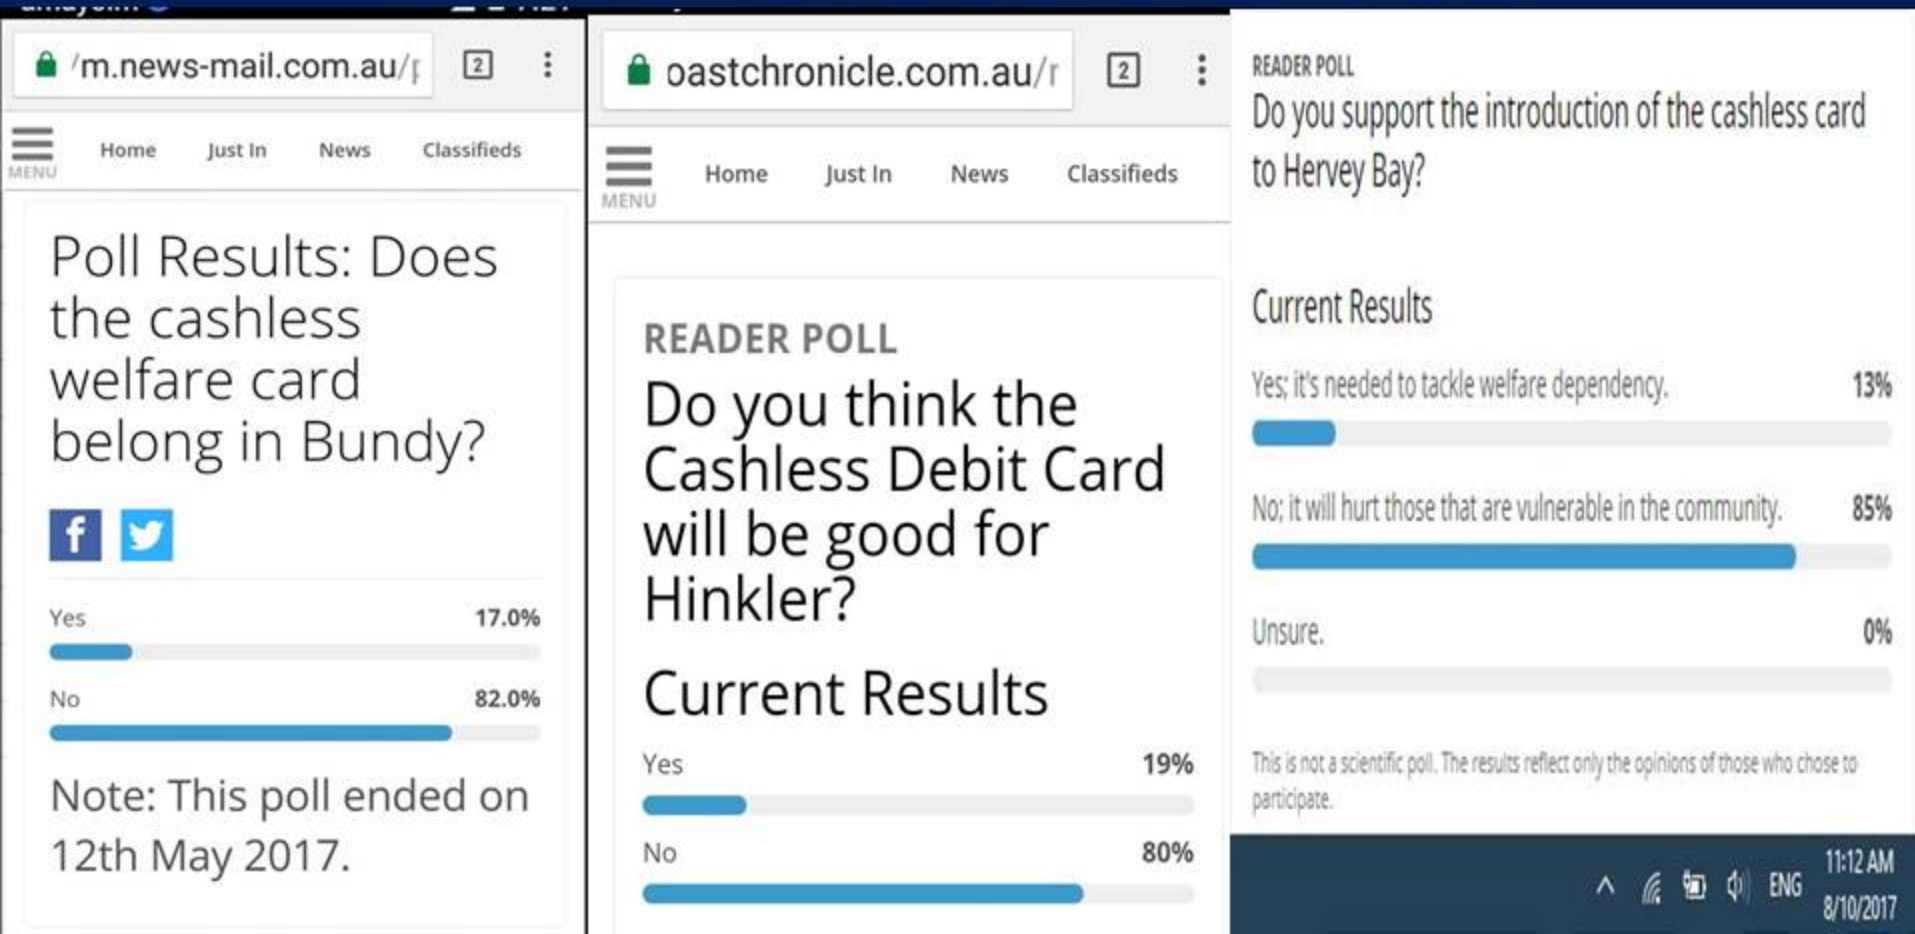 /m.news-mail.com.au/
2
MENU
Home
Just In
News
Classifieds
Poll Results: Does
the cashless
welfare card
belong in Bundy?
Yes 17.0%
No 82.0%
Note: This poll ended on
12th May 2017.
oastchronicle.com.au/r
2
MENU
Home
Just In
News
Classifieds
READER POLL
Do you think the
Cashless Debit Card
will be good for
Hinkler?
Current Results
Yes 19%
No 80%
READER POLL
Do you support the introduction of the cashless card
to Hervey Bay?
Current Results
Yes; it's needed to tackle welfare dependency. 13%
No; it will hurt those that are vulnerable in the community. 85%
Unsure. 0%
This is not a scientific poll. The results reflect only the opinions of those who chose to
participate.
ENG
11:12 AM
8/10/2017